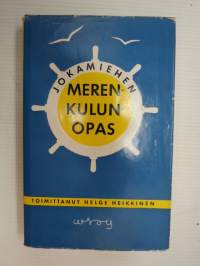 JOKAMIEHEN
MEREN-
KULUN
OPAS
TOIMITTANUT HELGE HEIKKINEN
wsoy